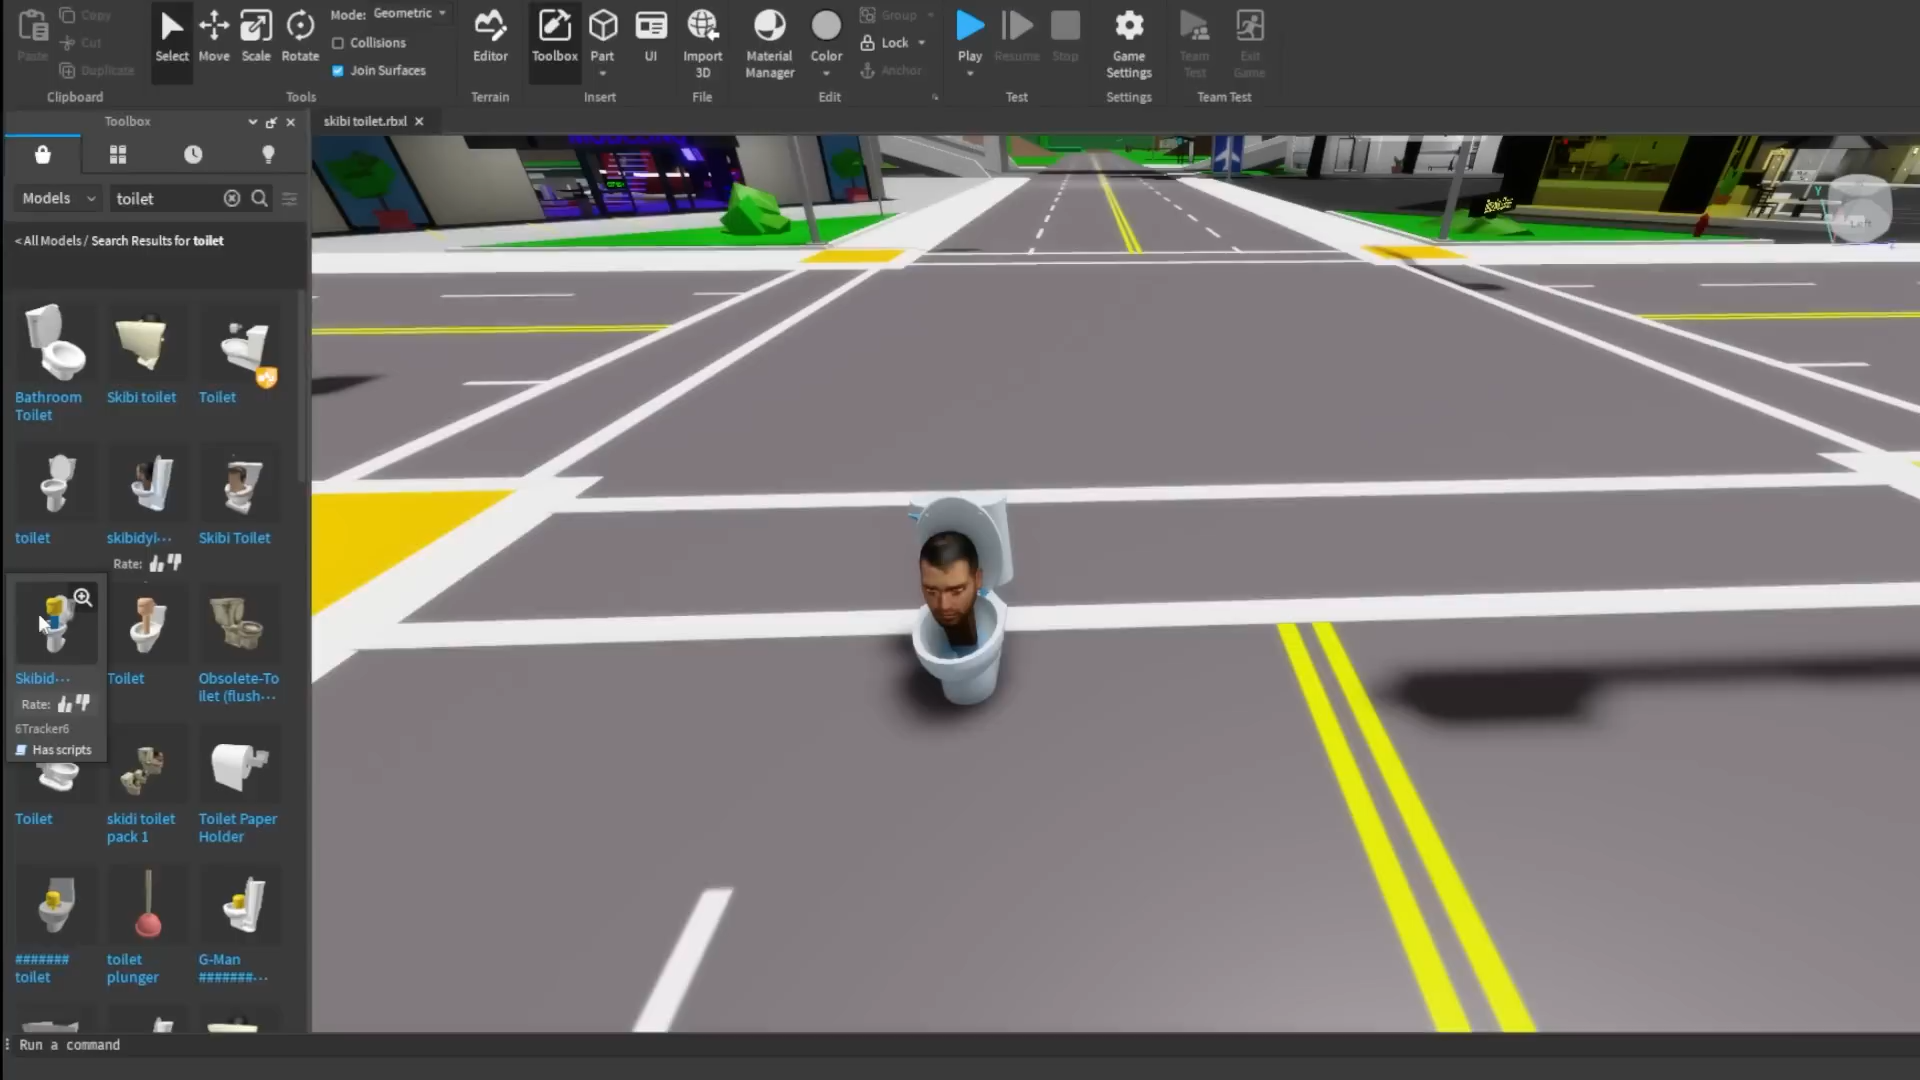 Paste
Copy
Cut
Duplicate
Clipboard
Select
Move
Scale
Rotate
Mode: Geometric
Collisions
Join Surfaces
Tools
Editor
Terrain
Toolbox
Part
UI
Insert
Import
3D
File
Material
Manager
Color
Group
Lock
Anchor
Edit
Play
Resume
Stop
Test
Game
Settings
Settings
Team
Test
Exit
Game
Team Test
Toolbox
skibi toilet.rbxl
Models
toilet
< All Models / Search Results for toilet
Bathroom
Toilet
Skibi toilet
Toilet
toilet
skibidyi···
Skibi Toilet
Rate:
Skibid···
Toilet
Obsolete-To
ilet (flush···
Rate:
6Tracker6
Has scripts
Toilet
skidi toilet
pack 1
Toilet Paper
Holder
#######
toilet
toilet
plunger
G-Man
#######···
Y
Run a command